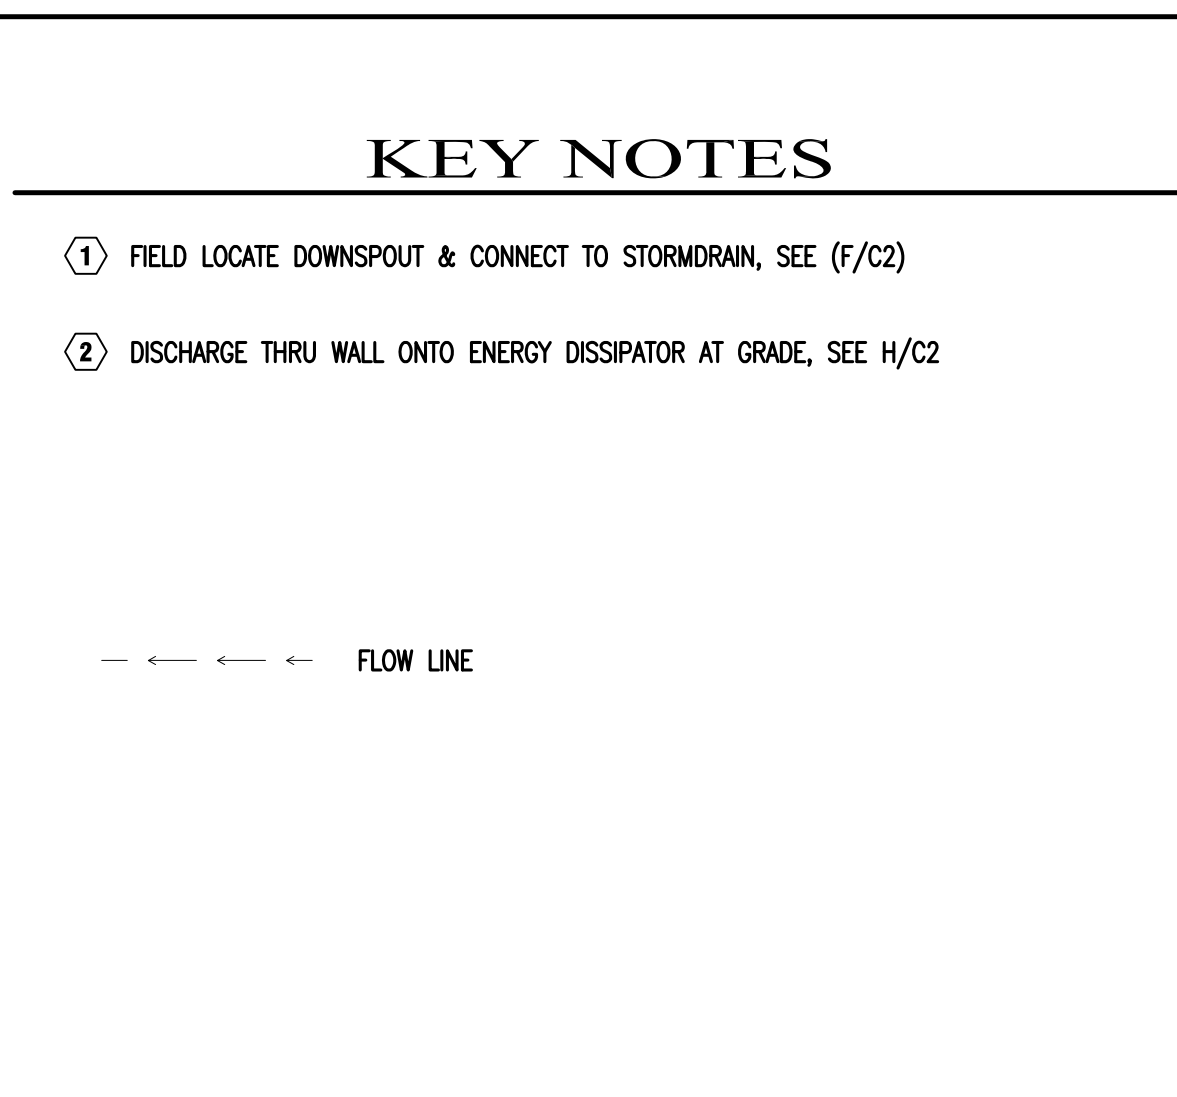 KEY NOTES
1 FIELD LOCATE DOWNSPOUT & CONNECT TO STORMDRAIN, SEE (F/C2)
2 DISCHARGE THRU WALL ONTO ENERGY DISSIPATOR AT GRADE, SEE H/C2
FLOW LINE